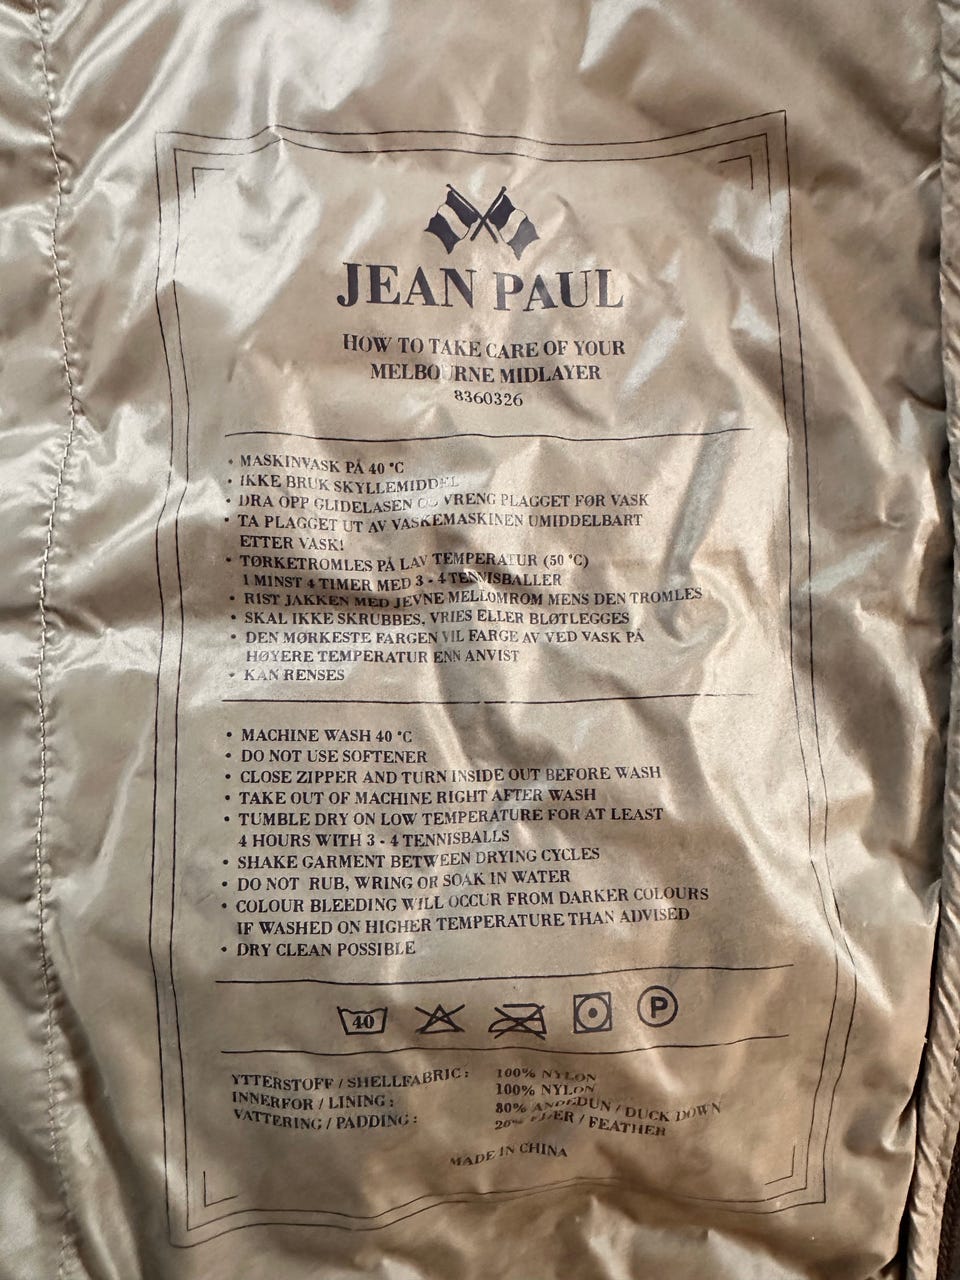 JEAN PAUL
HOW TO TAKE CARE OF YOUR
MELBOURNE MIDLAYER
8360326
• MASKINVASK PÅ 40 °C
• IKKE BRUK SKYLLEMIDDEL
• DRA OPP GLIDELASEN OG VRENG PLAGGET FØR VASK
• TA PLAGGET UT AV VASKEMASKINEN UMIDDELBART
ETTER VASK!
• TØRKETROMLES PÅ LAV TEMPERATUR (50 °C)
I MINST 4 TIMER MED 3 - 4 TENNISBALLER
• RIST JAKKEN MED JEVNE MELLOMROM MENS DEN TROMLES
• SKAL IKKE SKRUBBES, VRIES ELLER BLØTLEGGES
• DEN MØRKESTE FARGEN VIL FARGE AV VED VASK PÅ
HØYERE TEMPERATUR ENN ANVIST
• KAN RENSES
• MACHINE WASH 40 °C
• DO NOT USE SOFTENER
• CLOSE ZIPPER AND TURN INSIDE OUT BEFORE WASH
• TAKE OUT OF MACHINE RIGHT AFTER WASH
• TUMBLE DRY ON LOW TEMPERATURE FOR AT LEAST
4 HOURS WITH 3 - 4 TENNISBALLS
• SHAKE GARMENT BETWEEN DRYING CYCLES
• DO NOT RUB, WRING OR SOAK IN WATER
• COLOUR BLEEDING WILL OCCUR FROM DARKER COLOURS
IF WASHED ON HIGHER TEMPERATURE THAN ADVISED
• DRY CLEAN POSSIBLE
40 P
YTTERSTOFF / SHELLFABRIC: 100% NYLON
INNERFOR / LINING: 100% NYLON
VATTERING / PADDING: 80% ANDEDUN / DUCK DOWN
20% FJÆR / FEATHER
MADE IN CHINA